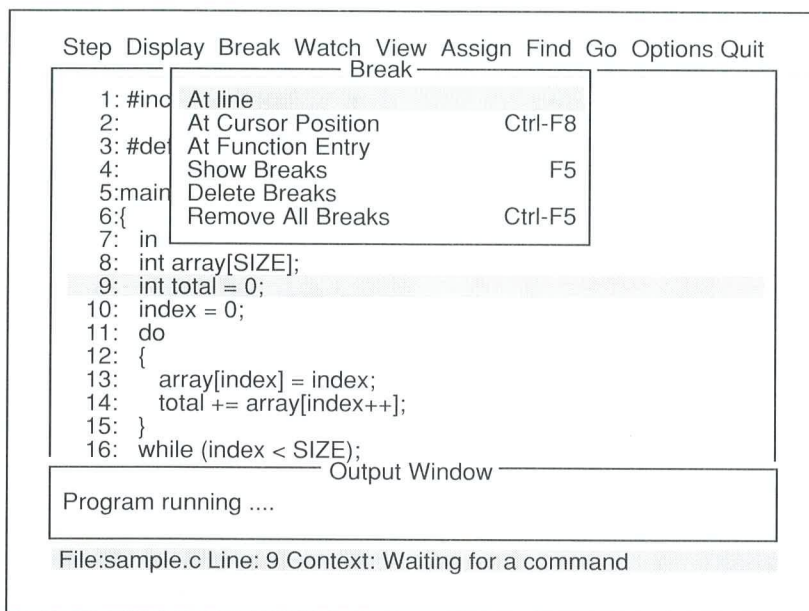 Step Display Break Watch View Assign Find Go Options Quit
Break
1: #inc At line
2: At Cursor Position Ctrl-F8
3: #def At Function Entry
4: Show Breaks F5
5:main Delete Breaks
6:{ Remove All Breaks Ctrl-F5
7: in
8: int array[SIZE];
9: int total = 0;
10: index = 0;
11: do
12: {
13: array[index] = index;
14: total += array[index++];
15: }
16: while (index < SIZE);
Output Window
Program running ....
File:sample.c Line: 9 Context: Waiting for a command